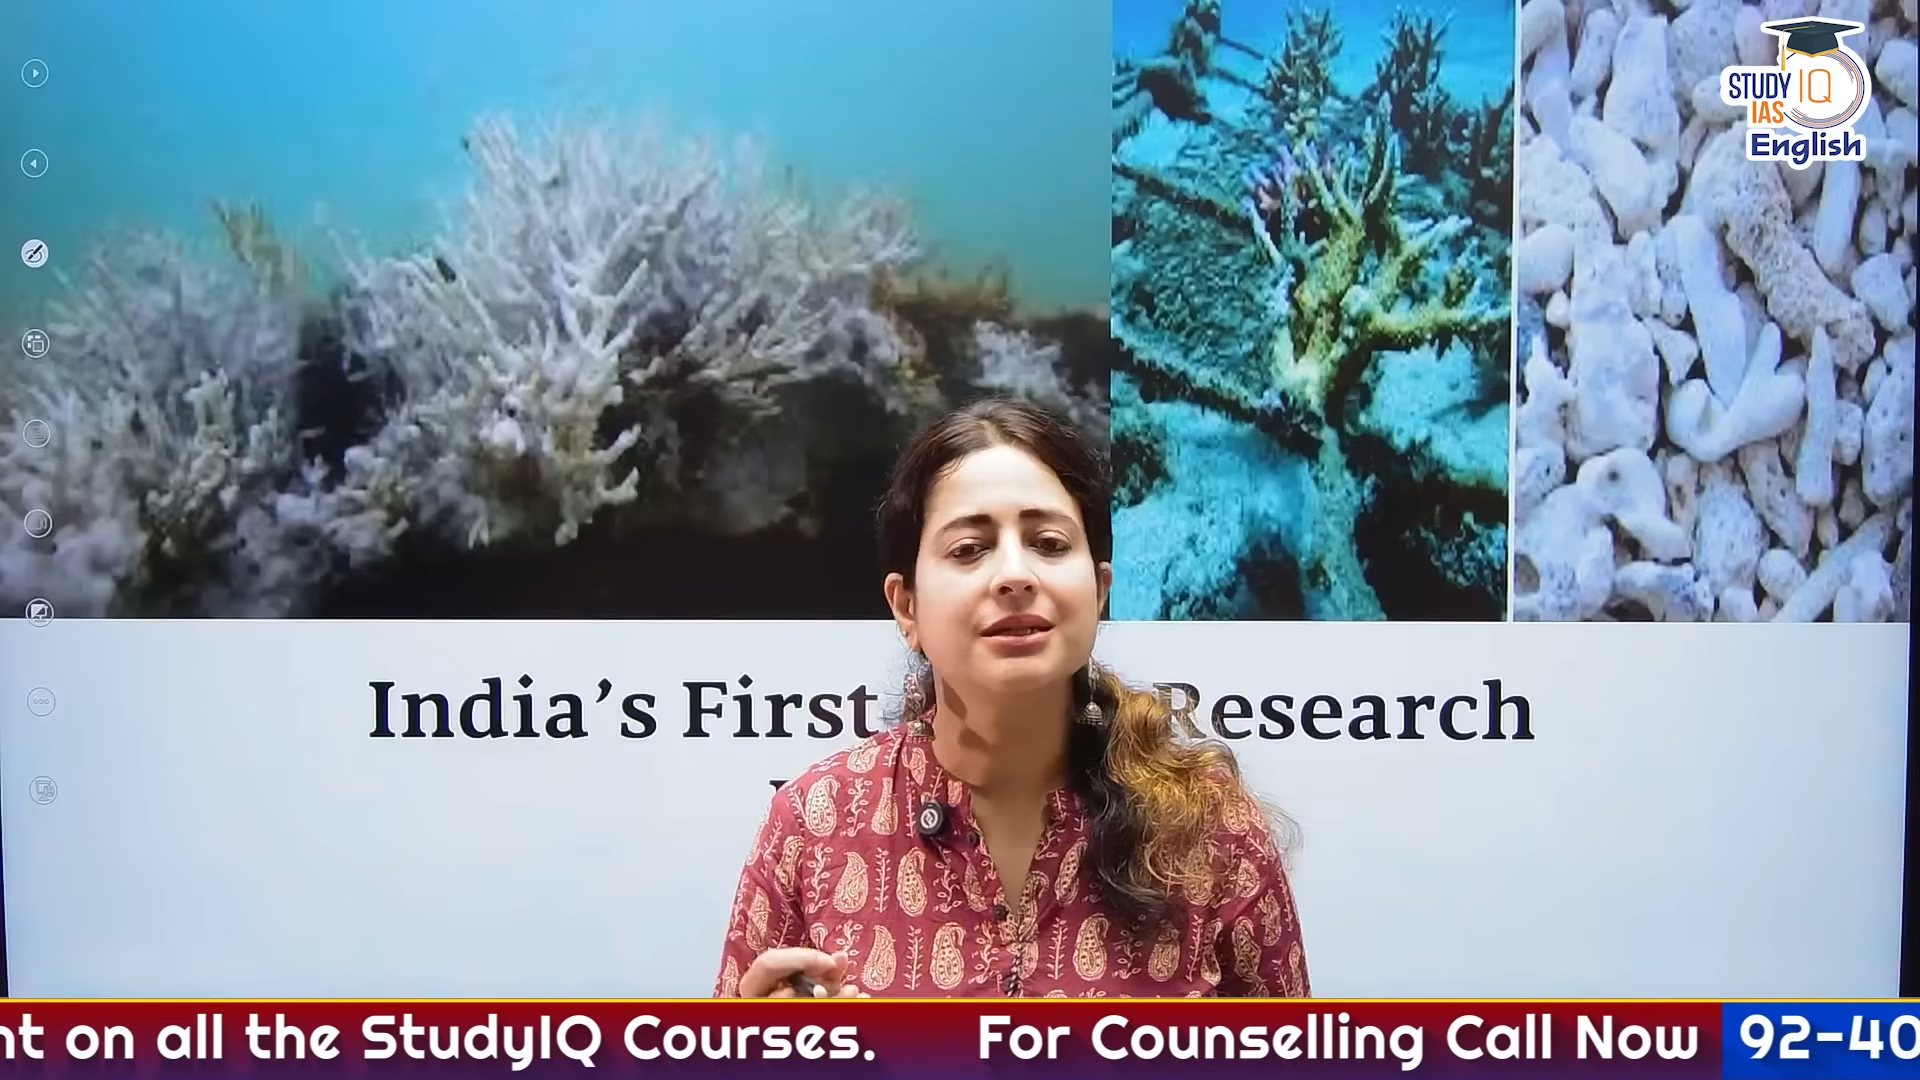 STUDY IQ
IAS
English
India’s First Research
nt on all the StudyIQ Courses. For Counselling Call Now 92-40